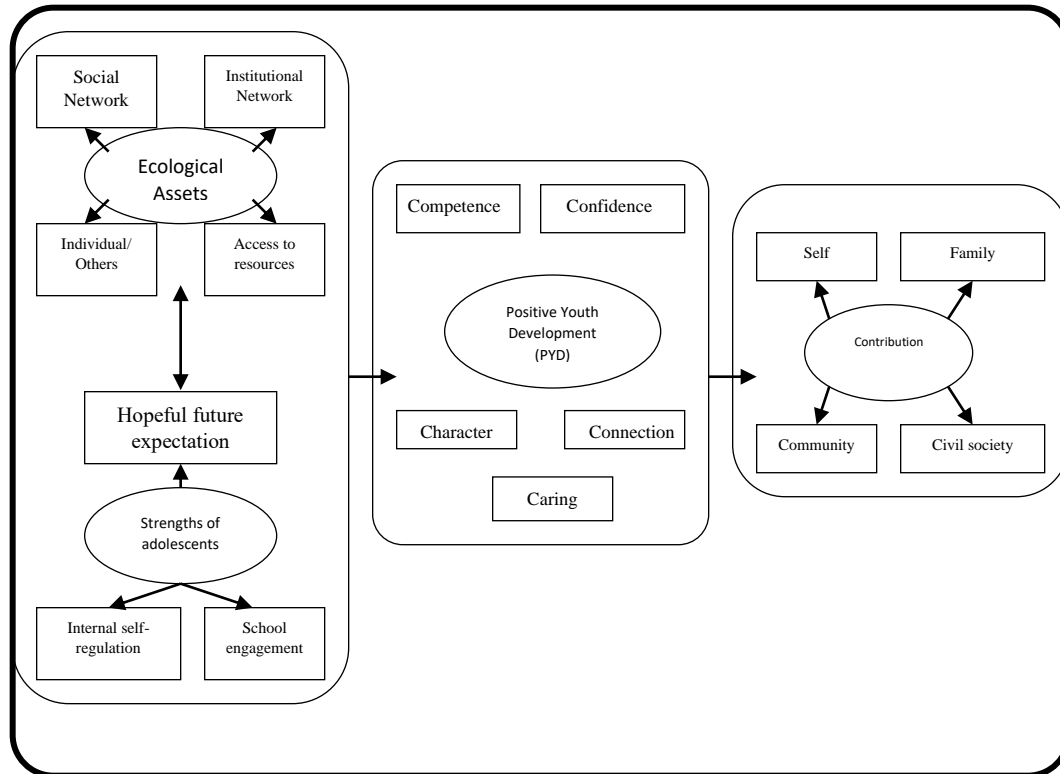 Social
Network
Institutional
Network
Ecological
Assets
Individual/
Others
Access to
resources
Hopeful future
expectation
Strengths of
adolescents
Internal self-
regulation
School
engagement
Competence
Confidence
Positive Youth
Development
(PYD)
Character
Connection
Caring
Self
Family
Contribution
Community
Civil society